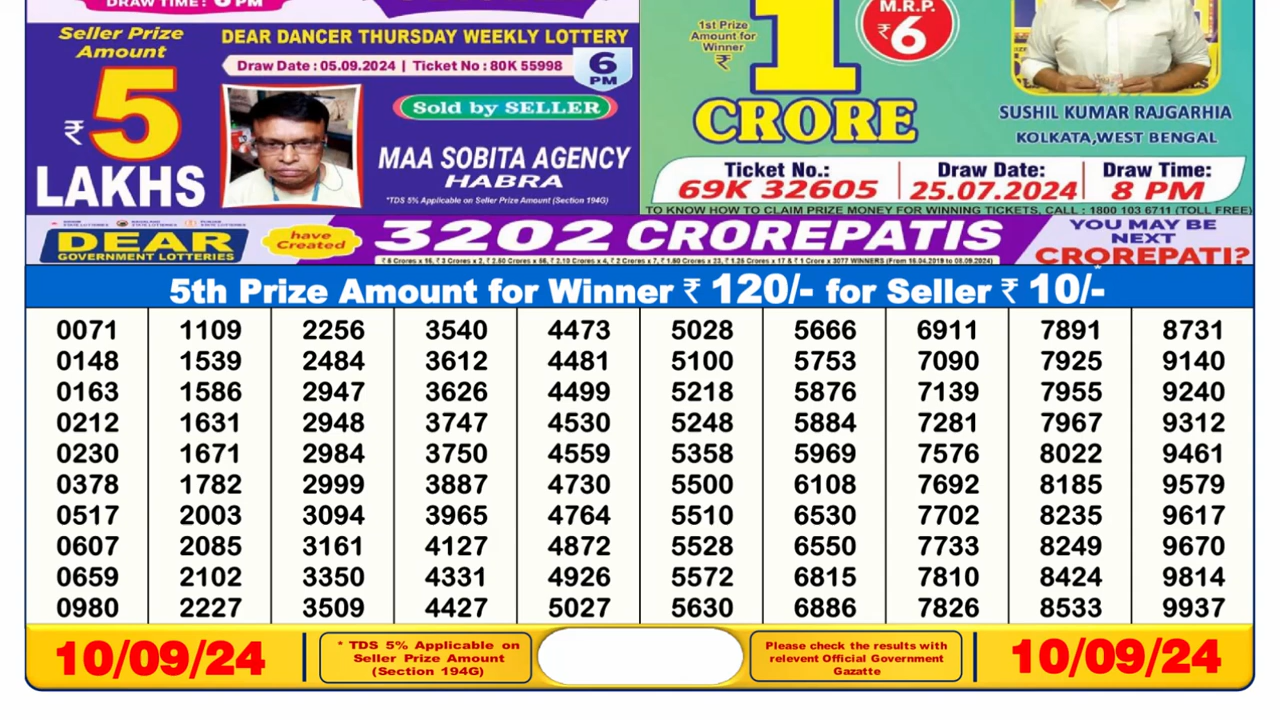 DRAW TIME: 6 PM
Seller Prize
Amount
₹5
LAKHS
DEAR DANCER THURSDAY WEEKLY LOTTERY
Draw Date : 05.09.2024 | Ticket No : 80K 55998
6
PM
Sold by SELLER
MAA SOBITA AGENCY
HABRA
*TDS 5% Applicable on Seller Prize Amount (Section 194G)
1st Prize
Amount for
Winner
₹
1
CRORE
M.R.P.
₹6
SUSHIL KUMAR RAJGARHIA
KOLKATA,WEST BENGAL
Ticket No.:
69K 32605
Draw Date:
25.07.2024
Draw Time:
8 PM
TO KNOW HOW TO CLAIM PRIZE MONEY FOR WINNING TICKETS, CALL : 1800 103 6711 (TOLL FREE)
DEAR
GOVERNMENT LOTTERIES
have
Created
3202 CROREPATIS
YOU MAY BE
NEXT
CROREPATI?
5th Prize Amount for Winner ₹ 120/- for Seller ₹ 10/-*
0071 1109 2256 3540 4473 5028 5666 6911 7891 8731
0148 1539 2484 3612 4481 5100 5753 7090 7925 9140
0163 1586 2947 3626 4499 5218 5876 7139 7955 9240
0212 1631 2948 3747 4530 5248 5884 7281 7967 9312
0230 1671 2984 3750 4559 5358 5969 7576 8022 9461
0378 1782 2999 3887 4730 5500 6108 7692 8185 9579
0517 2003 3094 3965 4764 5510 6530 7702 8235 9617
0607 2085 3161 4127 4872 5528 6550 7733 8249 9670
0659 2102 3350 4331 4926 5572 6815 7810 8424 9814
0980 2227 3509 4427 5027 5630 6886 7826 8533 9937
10/09/24
* TDS 5% Applicable on
Seller Prize Amount
(Section 194G)
Please check the results with
relevent Official Government
Gazatte
10/09/24